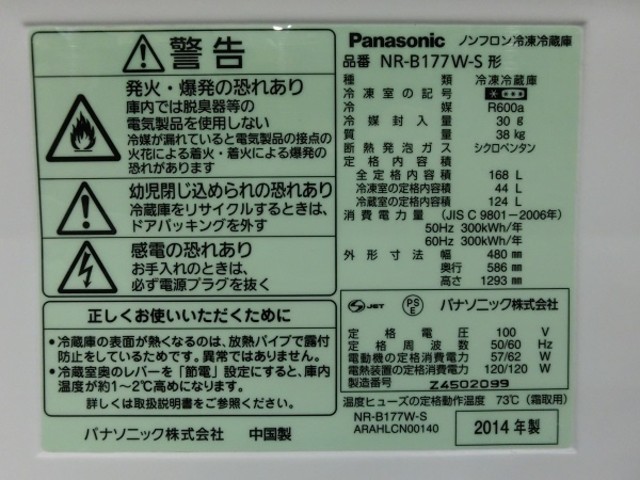 警告
発火・爆発の恐れあり
庫内では脱臭器等の
電気製品を使用しない
冷媒が漏れていると電気製品の接点の
火花による着火・着火による爆発の
恐れあり
幼児閉じ込められの恐れあり
冷蔵庫をリサイクルするときは、
ドアパッキングを外す
感電の恐れあり
お手入れのときは、
必ず電源プラグを抜く
正しくお使いいただくために
・冷蔵庫の表面が熱くなるのは、放熱パイプで露付
防止をしているためです。異常ではありません。
・冷蔵室奥のレバーを「節電」設定にすると、庫内
温度が約1~2℃高めになります。
詳しくは取扱説明書をご参照ください。
パナソニック株式会社 中国製
Panasonic ノンフロン冷凍冷蔵庫
品番 NR-B177W-S 形
種類 冷凍冷蔵庫
冷凍室の記号
冷媒 R600a
冷媒封入量 30 g
質量 38 kg
断熱発泡ガス シクロペンタン
定格内容積
全定格内容積 168 L
冷凍室の定格内容積 44 L
冷蔵室の定格内容積 124 L
消費電力量 (JIS C 9801-2006年)
50Hz 300kWh/年
60Hz 300kWh/年
外形寸法 幅 480 mm
奥行 586 mm
高さ 1293 mm
JET PSE パナソニック株式会社
定格電圧 100 V
定格周波数 50/60 Hz
電動機の定格消費電力 57/62 W
電熱装置の定格消費電力 120/120 W
製造番号 Z4502099
温度ヒューズの定格動作温度 73℃(霜取用)
NR-B177W-S
ARAHLCN00140 2014年製